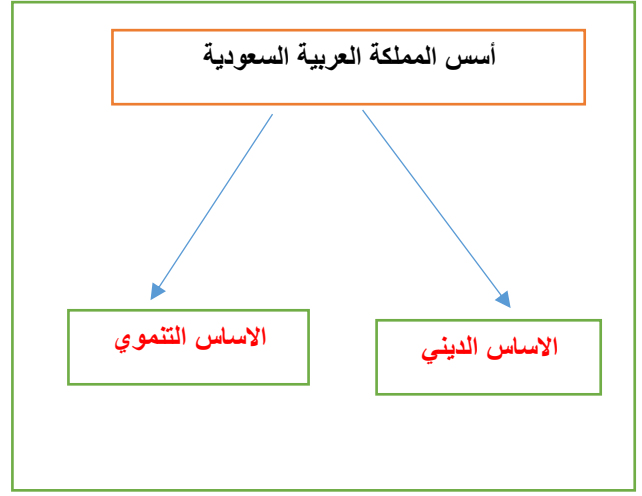 أسس المملكة العربية السعودية
الاساس الديني
الاساس التنموي